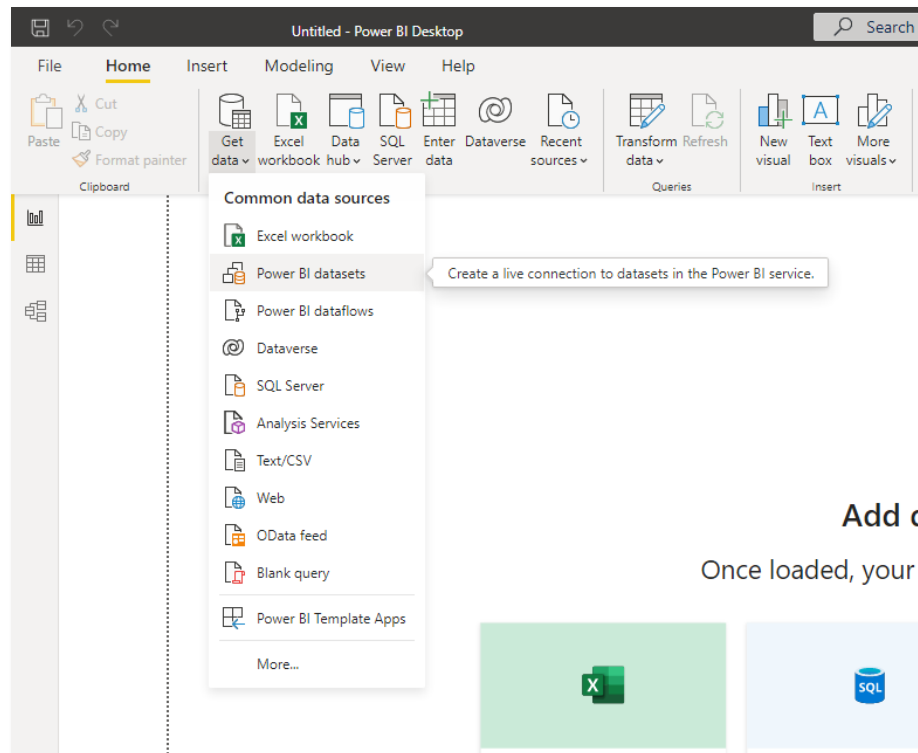 Untitled - Power BI Desktop
Search
File Home Insert Modeling View Help
Paste
Cut
Copy
Format painter
Clipboard
Get data
Excel workbook
Data hub
SQL Server
Enter data
Dataverse
Recent sources
Transform data
Refresh
Queries
New visual
Text box
More visuals
Insert
Common data sources
Excel workbook
Power BI datasets
Create a live connection to datasets in the Power BI service.
Power BI dataflows
Dataverse
SQL Server
Analysis Services
Text/CSV
Web
OData feed
Blank query
Power BI Template Apps
More...
Add
Once loaded, your
X
SQL